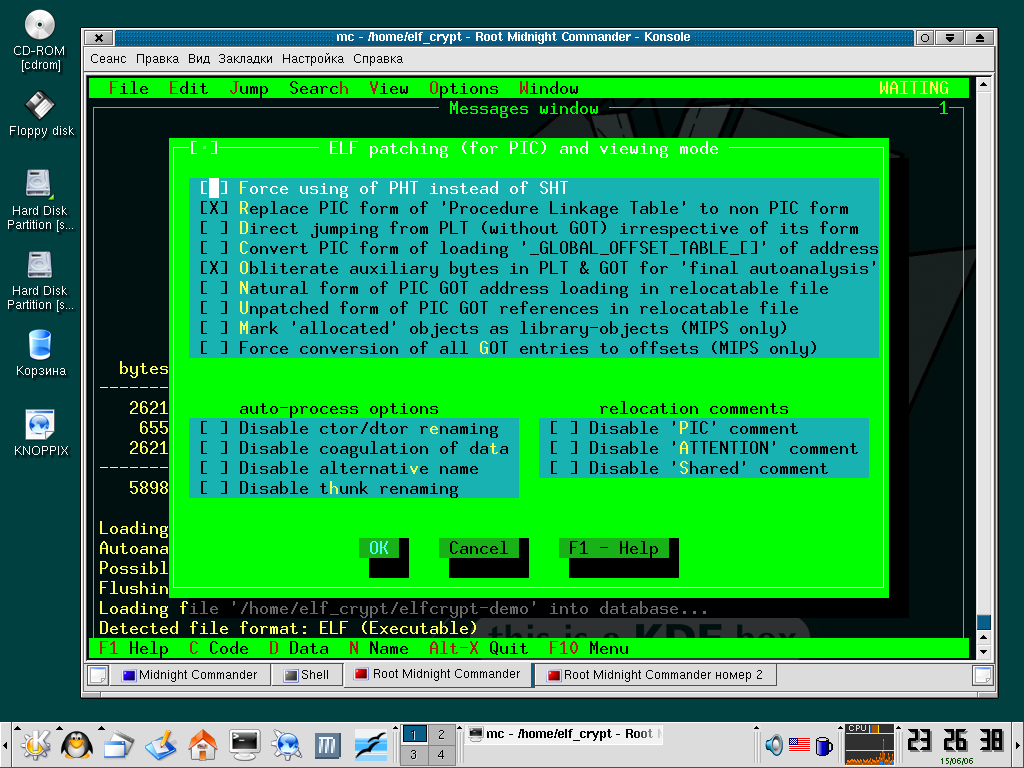 CD-ROM
[cdrom]
Floppy disk
Hard Disk
Partition [s...
Hard Disk
Partition [s...
Корзина
KNOPPIX
mc - /home/elf_crypt - Root Midnight Commander - Konsole
Сеанс Правка Вид Закладки Настройка Справка
File Edit Jump Search View Options Window WAITING
Messages window 1
[·] ELF patching (for PIC) and viewing mode
[ ] Force using of PHT instead of SHT
[X] Replace PIC form of 'Procedure Linkage Table' to non PIC form
[ ] Direct jumping from PLT (without GOT) irrespective of its form
[ ] Convert PIC form of loading '_GLOBAL_OFFSET_TABLE_[]' of address
[X] Obliterate auxiliary bytes in PLT & GOT for 'final autoanalysis'
[ ] Natural form of PIC GOT address loading in relocatable file
[ ] Unpatched form of PIC GOT references in relocatable file
[ ] Mark 'allocated' objects as library-objects (MIPS only)
[ ] Force conversion of all GOT entries to offsets (MIPS only)
bytes
-------
2621
655
2621
-------
5898
auto-process options
[ ] Disable ctor/dtor renaming
[ ] Disable coagulation of data
[ ] Disable alternative name
[ ] Disable thunk renaming
relocation comments
[ ] Disable 'PIC' comment
[ ] Disable 'ATTENTION' comment
[ ] Disable 'Shared' comment
OK Cancel F1 - Help
Loading
Autoana
Possibl
Flushin
Loading file '/home/elf_crypt/elfcrypt-demo' into database...
Detected file format: ELF (Executable)
this is a KDE box
F1 Help C Code D Data N Name Alt-X Quit F10 Menu
Midnight Commander Shell Root Midnight Commander Root Midnight Commander номер 2
1 2
3 4
mc - /home/elf_crypt - Root
CPU
23 26 38
15/06/06